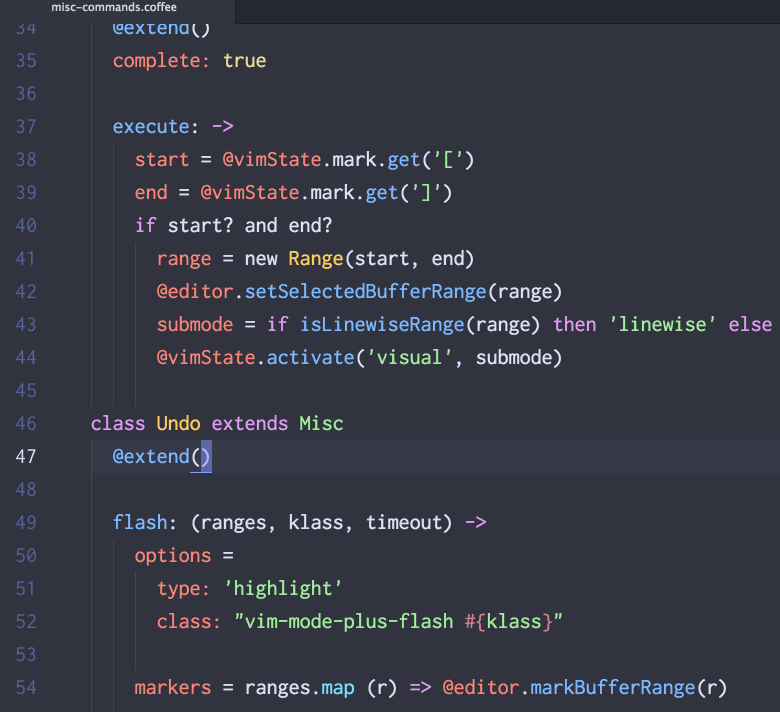 misc-commands.coffee
34 @extend()
35 complete: true
36
37 execute: ->
38 start = @vimState.mark.get('[')
39 end = @vimState.mark.get(']')
40 if start? and end?
41 range = new Range(start, end)
42 @editor.setSelectedBufferRange(range)
43 submode = if isLinewiseRange(range) then 'linewise' else
44 @vimState.activate('visual', submode)
45
46 class Undo extends Misc
47 @extend()
48
49 flash: (ranges, klass, timeout) ->
50 options =
51 type: 'highlight'
52 class: "vim-mode-plus-flash #{klass}"
53
54 markers = ranges.map (r) => @editor.markBufferRange(r)